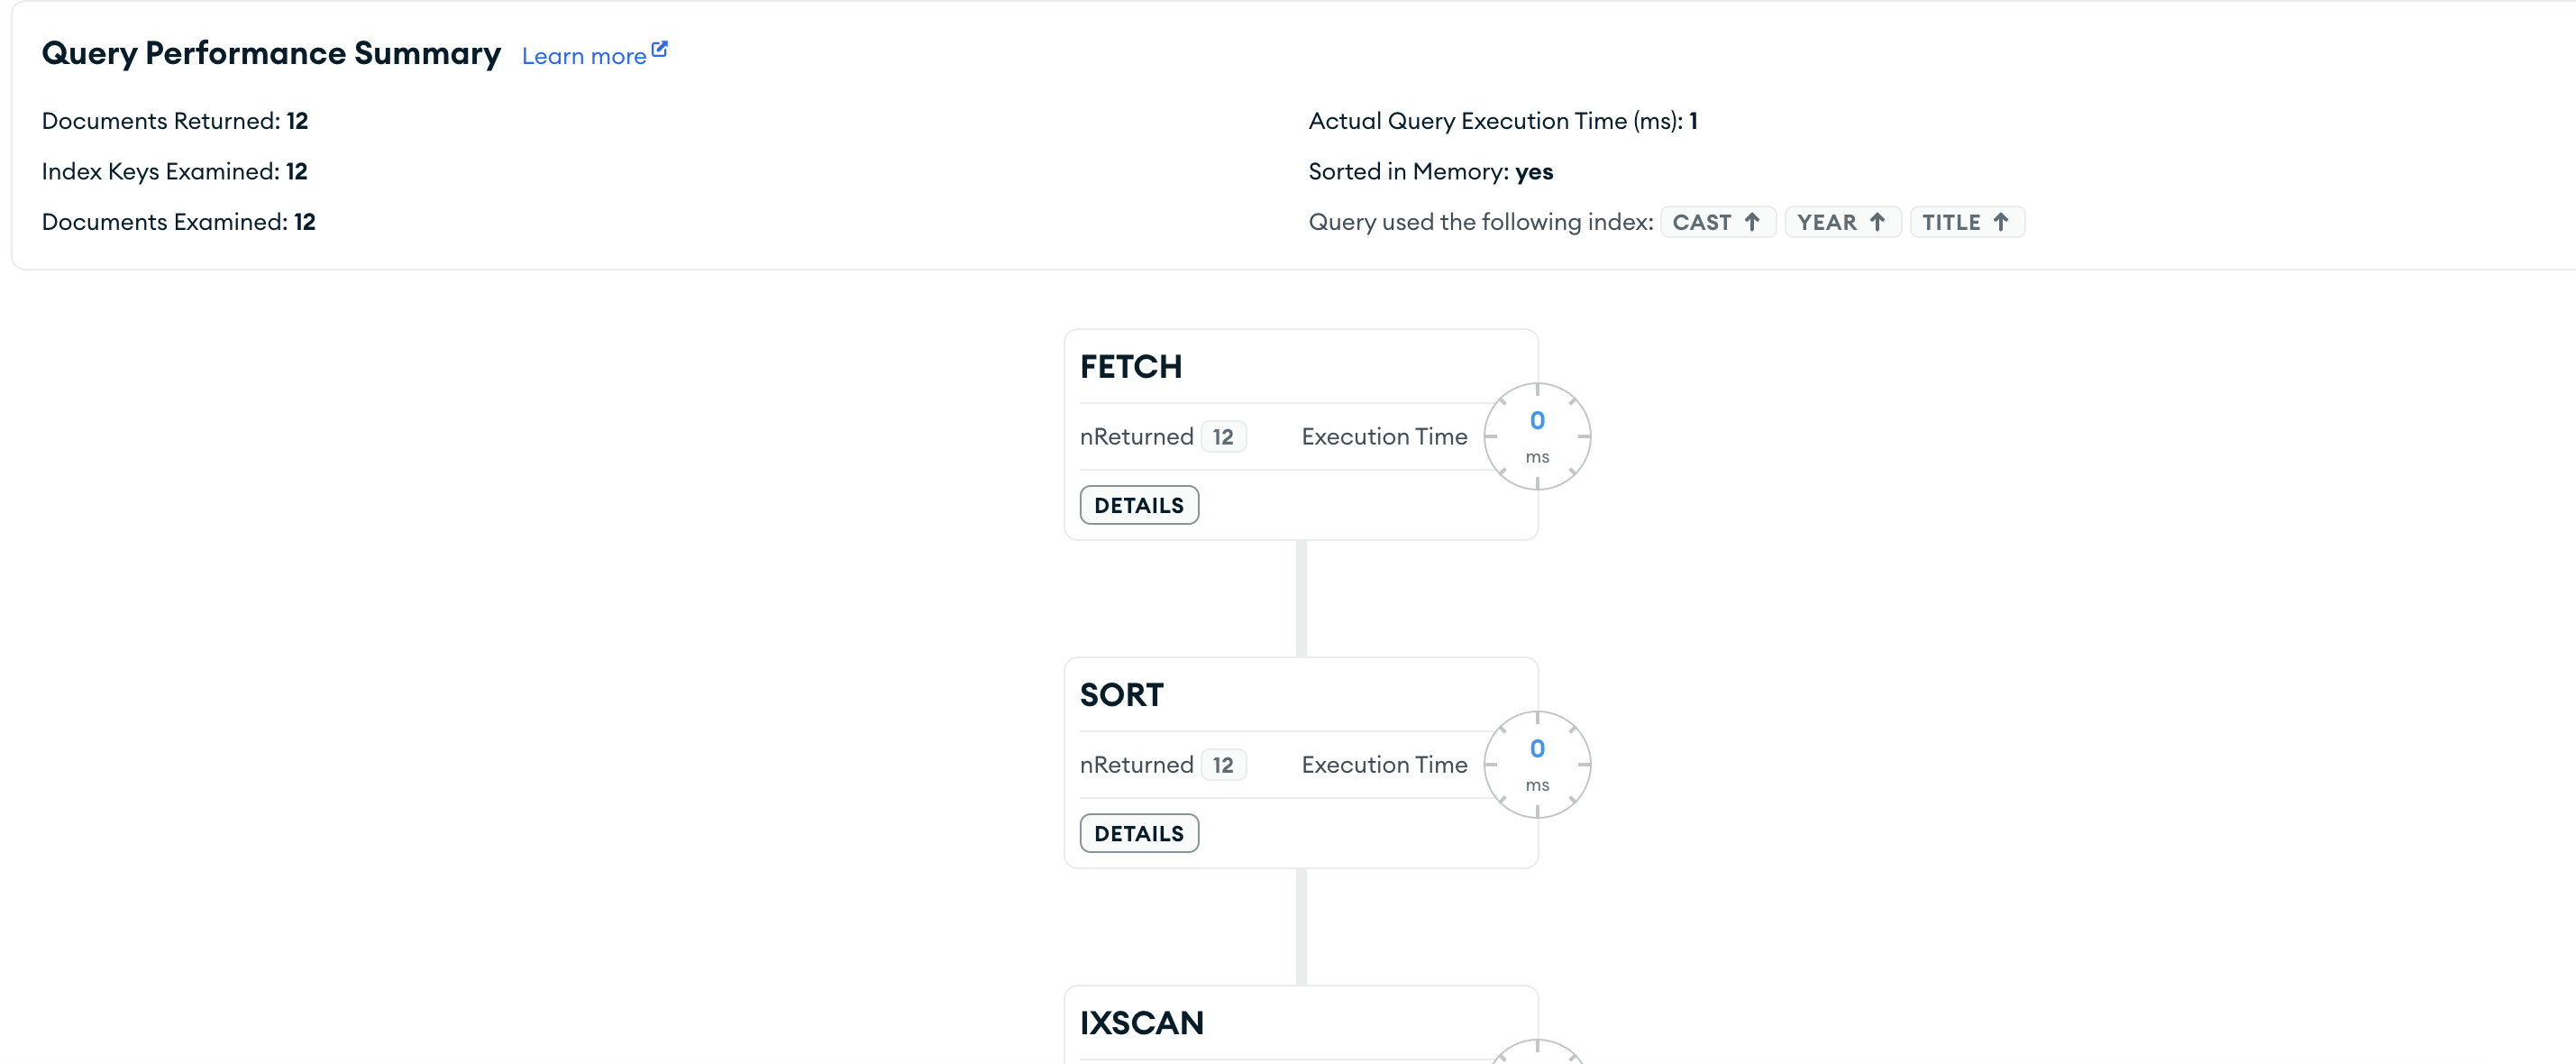 Query Performance Summary Learn more
Documents Returned: 12
Index Keys Examined: 12
Documents Examined: 12
Actual Query Execution Time (ms): 1
Sorted in Memory: yes
Query used the following index: CAST ↑ YEAR ↑ TITLE ↑
FETCH
nReturned 12 Execution Time 0 ms
DETAILS
SORT
nReturned 12 Execution Time 0 ms
DETAILS
IXSCAN